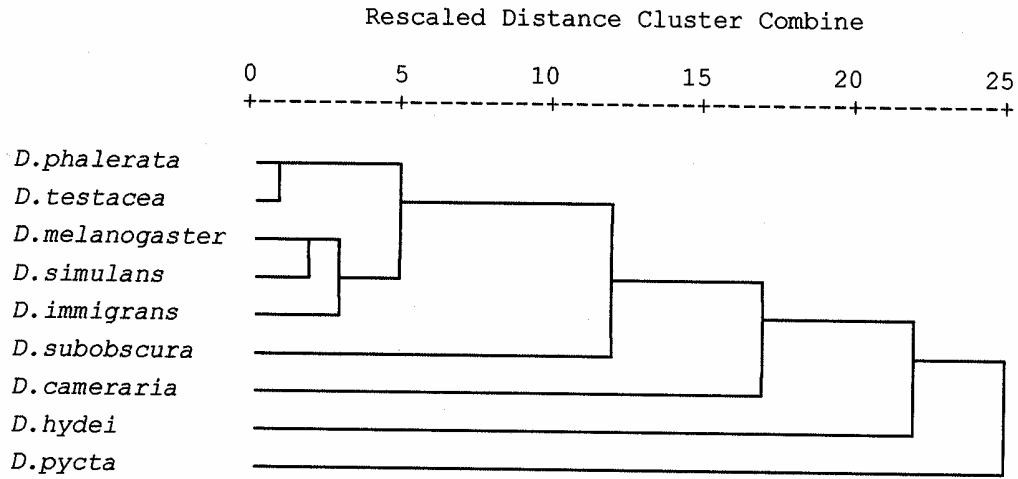 Rescaled Distance Cluster Combine
0 5 10 15 20 25
D.phalerata
D.testacea
D.melanogaster
D.simulans
D.immigrans
D.subobscura
D.cameraria
D.hydei
D.pycta